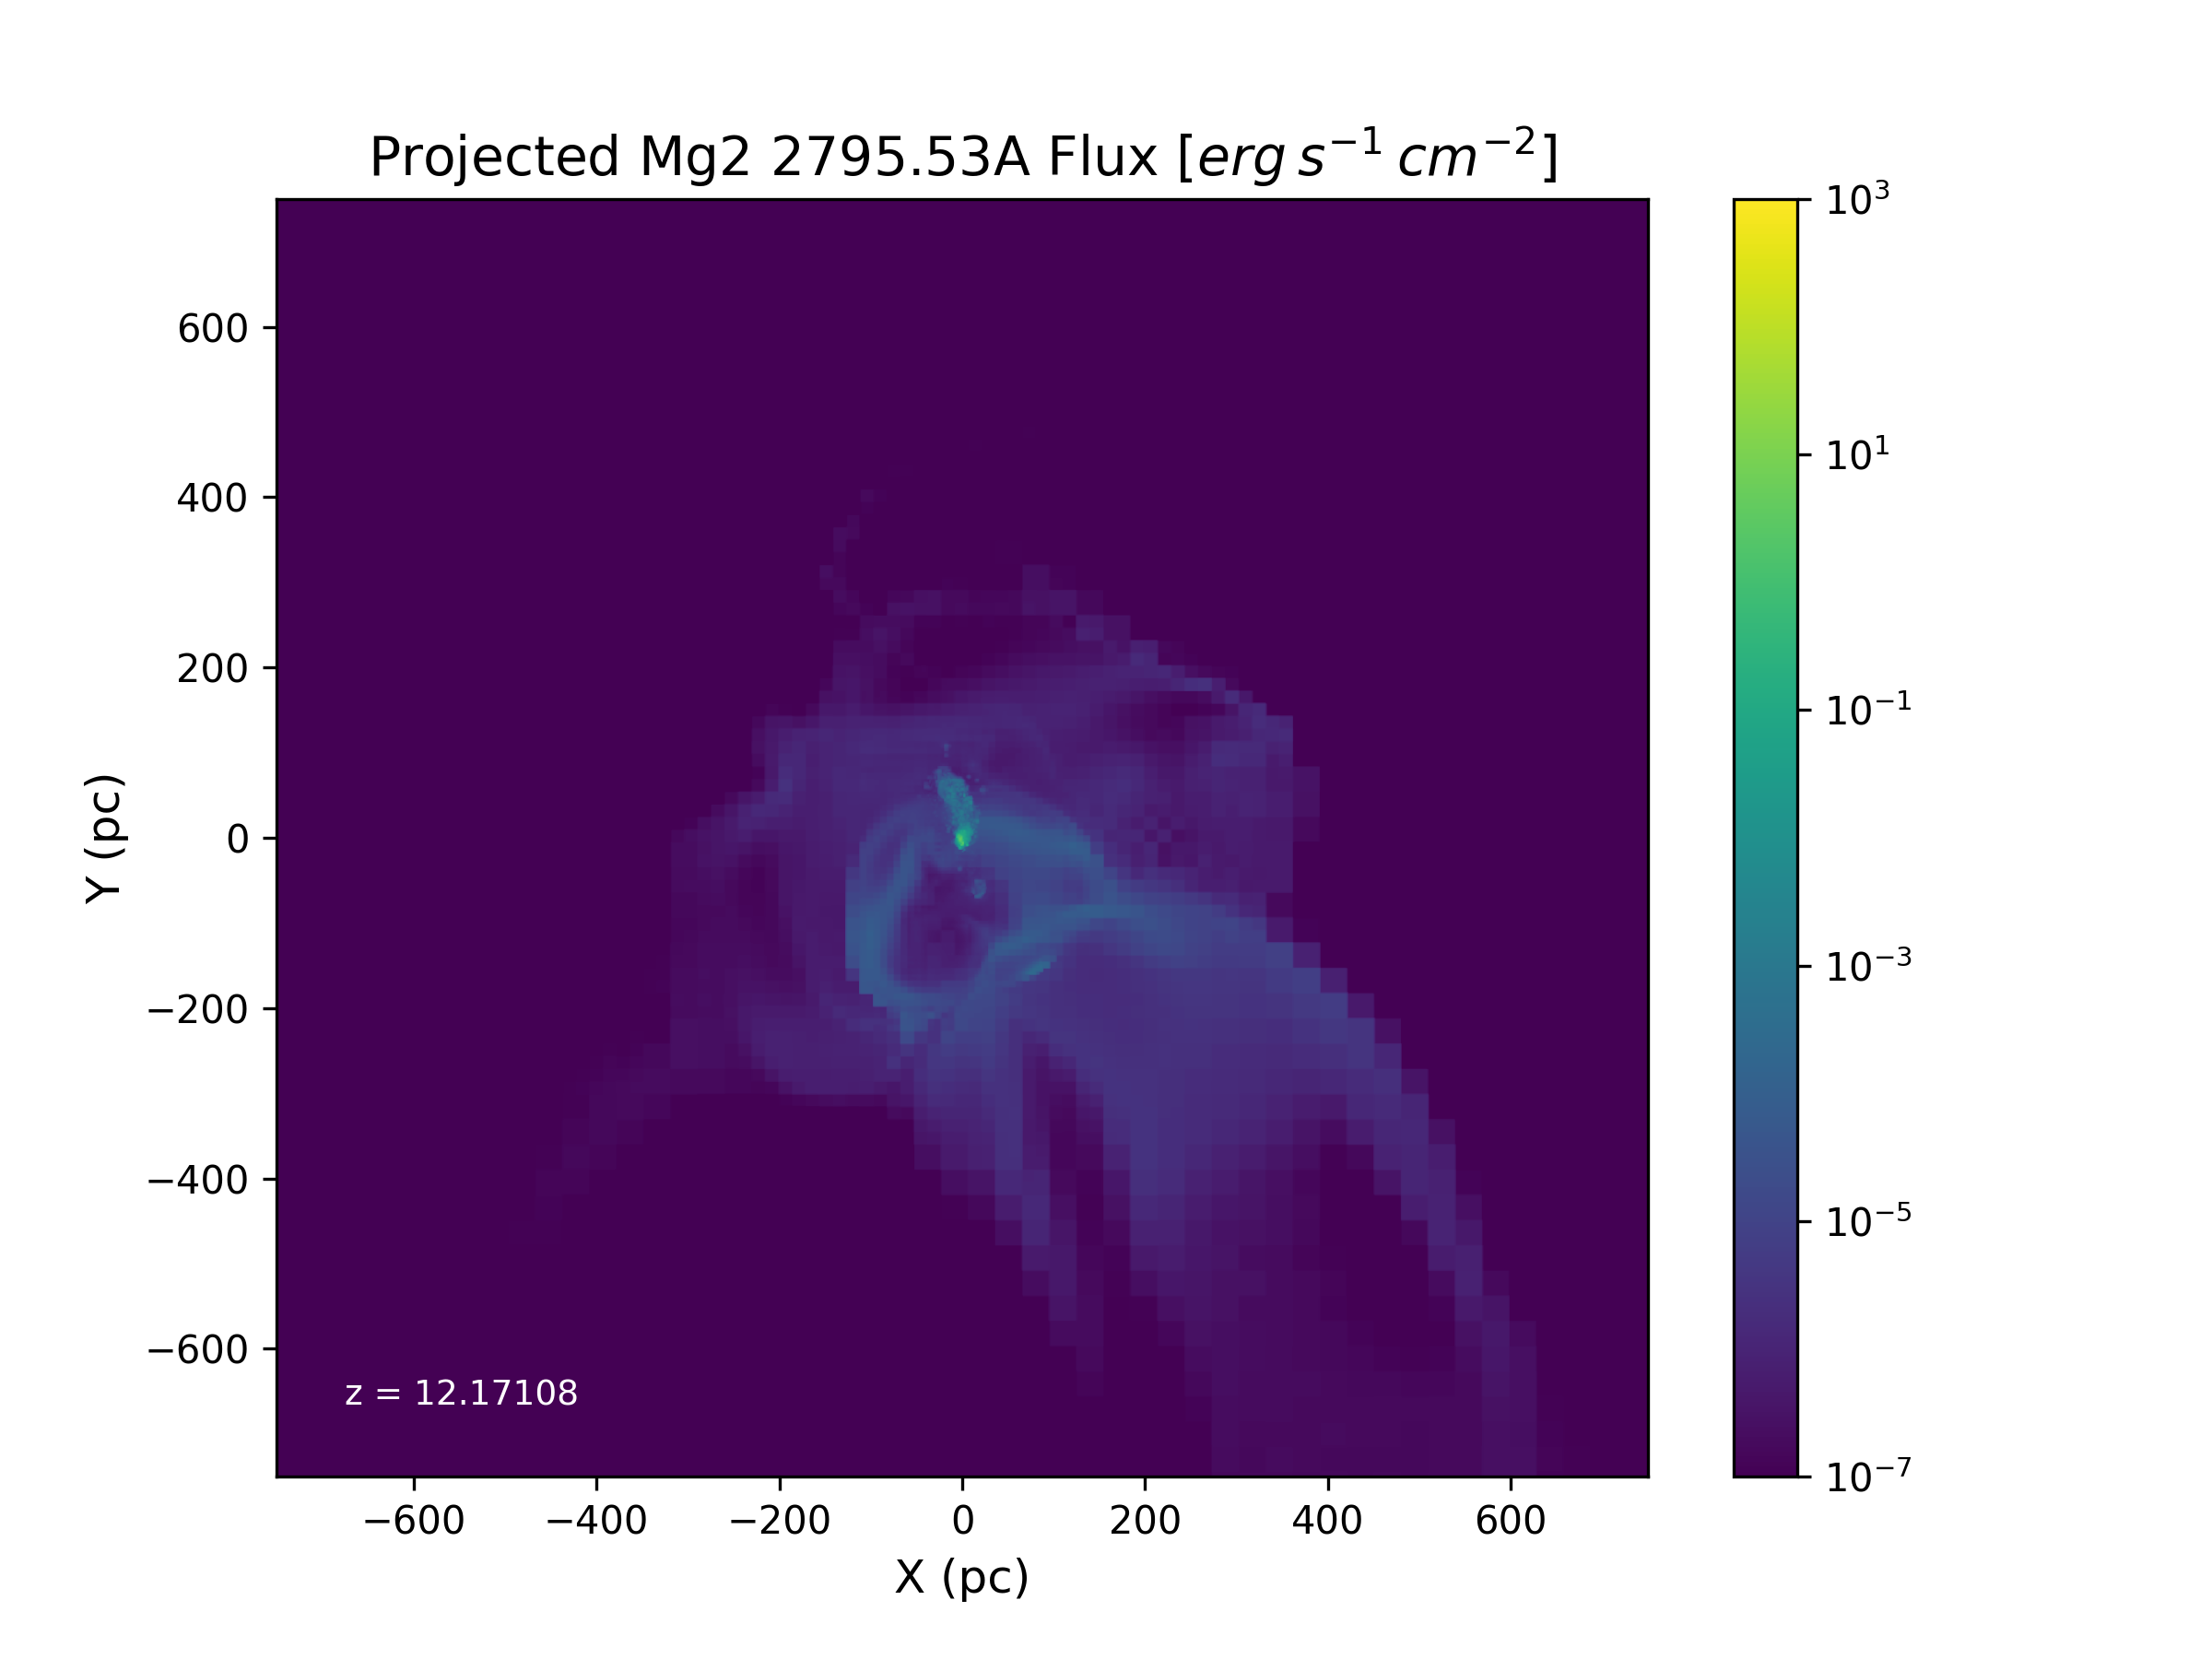 Projected Mg2 2795.53A Flux [erg s⁻¹ cm⁻²]
Y (pc)
600
400
200
0
−200
−400
−600
z = 12.17108
−600 −400 −200 0 200 400 600
X (pc)
10³
10¹
10⁻¹
10⁻³
10⁻⁵
10⁻⁷